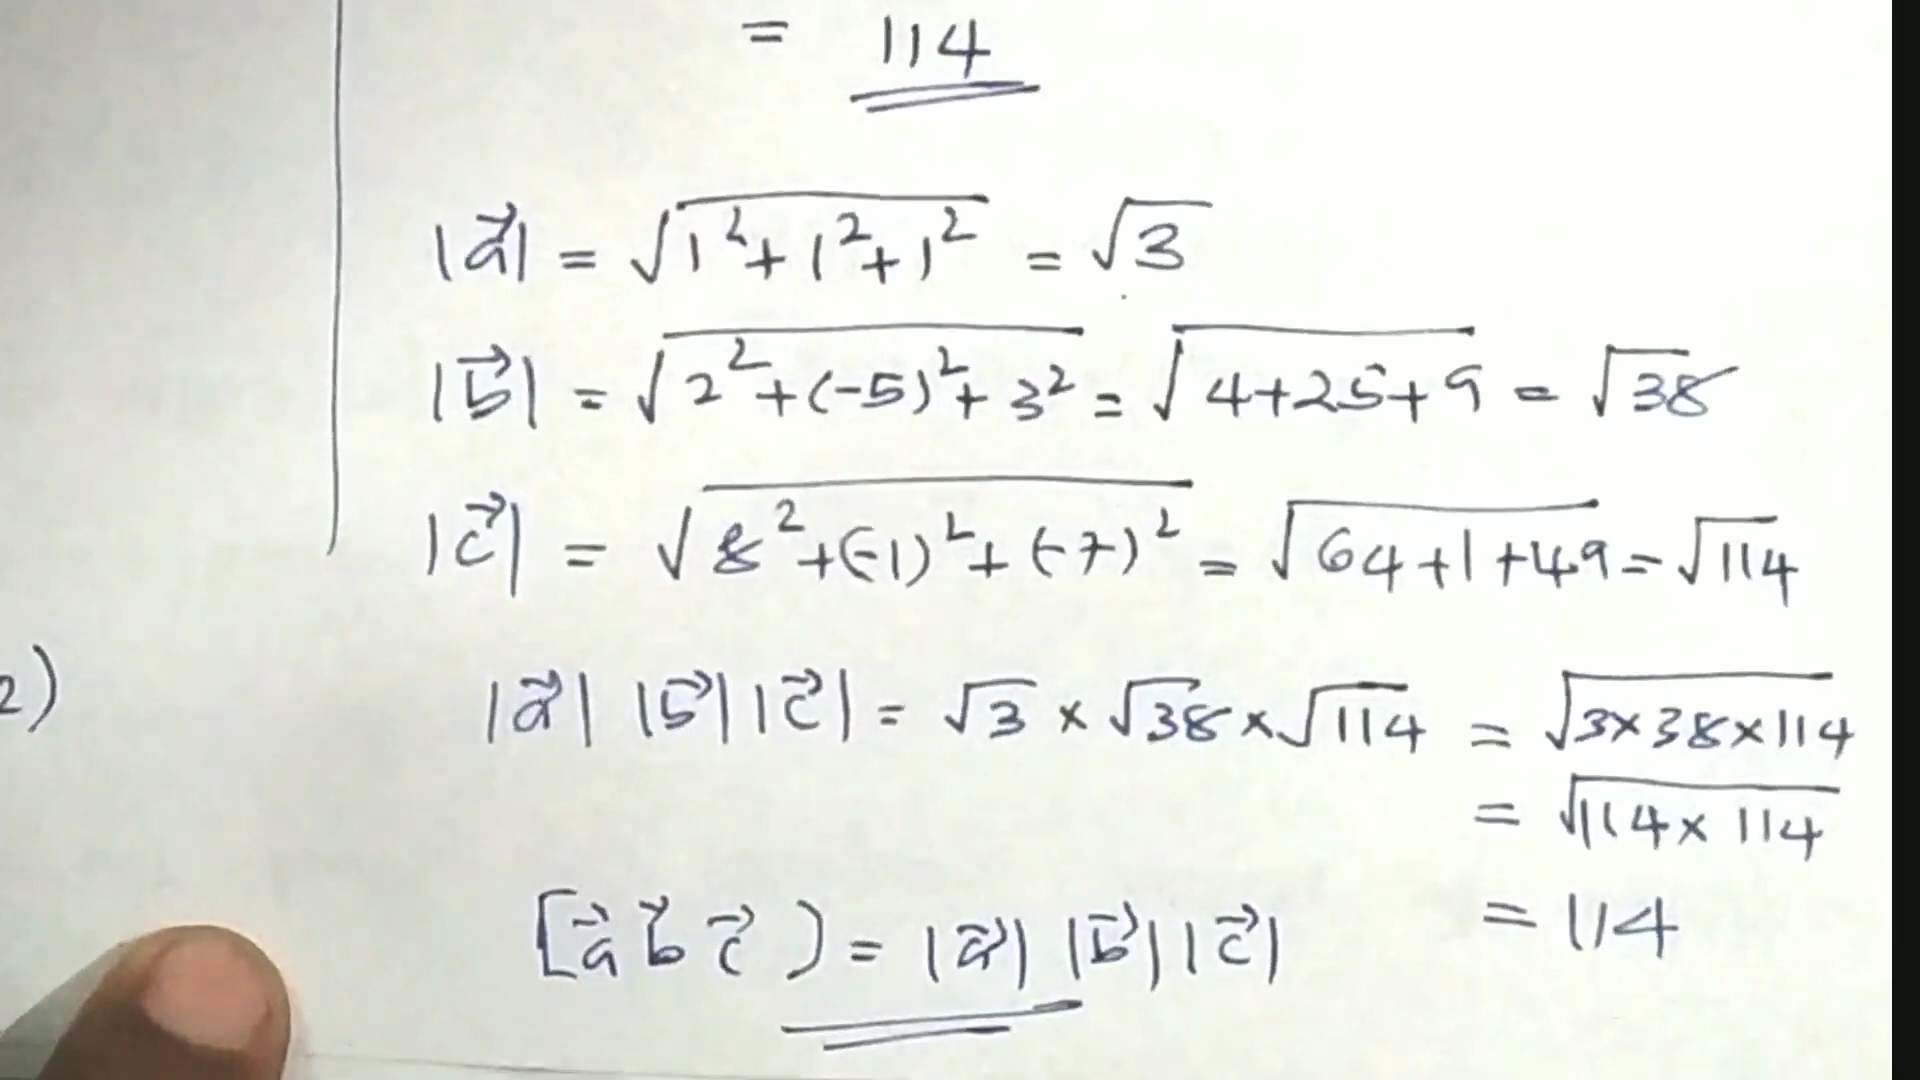 = 114
|a⃗| = √(1²+1²+1²) = √3
|b⃗| = √(2²+(-5)²+3²) = √(4+25+9) = √38
|c⃗| = √(8²+(-1)²+(-7)²) = √(64+1+49) = √114
2) |a⃗| |b⃗| |c⃗| = √3 × √38 × √114 = √(3×38×114)
= √(114×114)
= 114
[a⃗ b⃗ c⃗) = |a⃗| |b⃗| |c⃗|